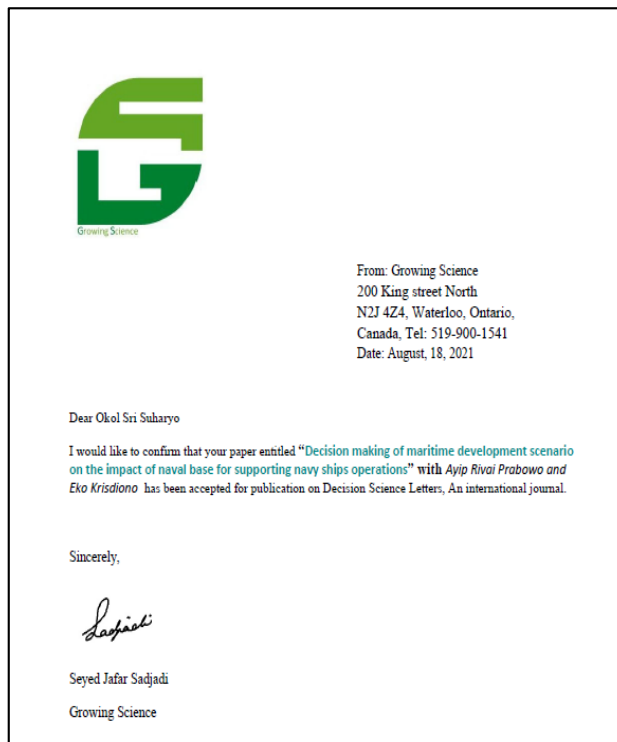 Growing Science
From: Growing Science
200 King street North
N2J 4Z4, Waterloo, Ontario,
Canada, Tel: 519-900-1541
Date: August, 18, 2021
Dear Okol Sri Suharyo
I would like to confirm that your paper entitled “Decision making of maritime development scenario
on the impact of naval base for supporting navy ships operations” with Ayip Rivai Prabowo and
Eko Krisdiono has been accepted for publication on Decision Science Letters, An international journal.
Sincerely,
Sadjadi
Seyed Jafar Sadjadi
Growing Science